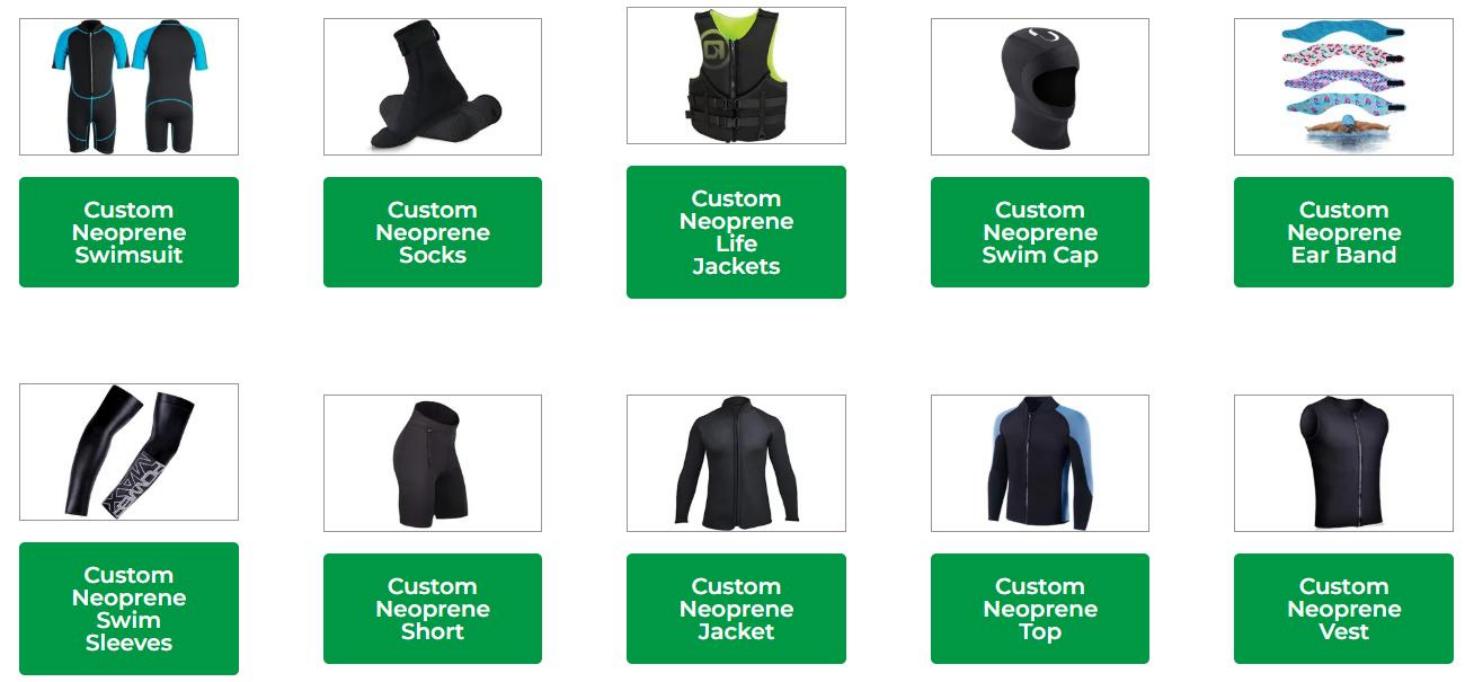 Custom
Neoprene
Swimsuit
Custom
Neoprene
Socks
Custom
Neoprene
Life
Jackets
Custom
Neoprene
Swim Cap
Custom
Neoprene
Ear Band
Custom
Neoprene
Swim
Sleeves
Custom
Neoprene
Short
Custom
Neoprene
Jacket
Custom
Neoprene
Top
Custom
Neoprene
Vest